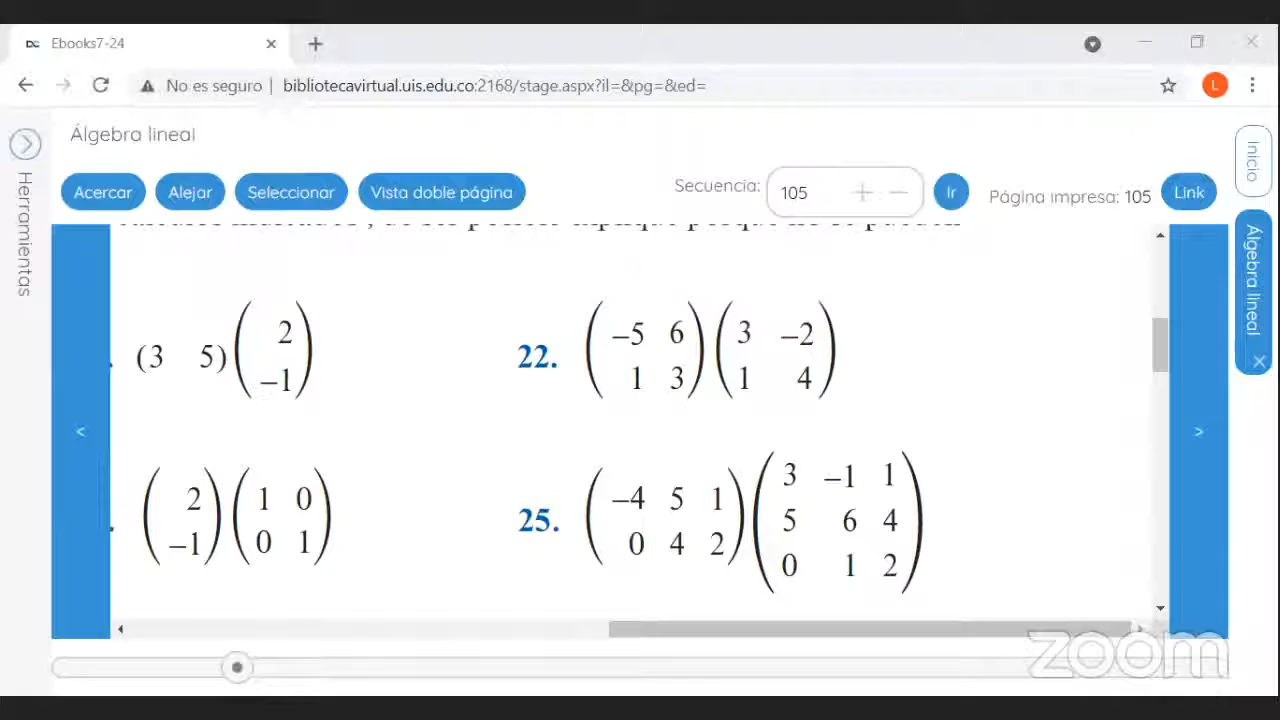 Ebooks7-24
No es seguro | bibliotecavirtual.uis.edu.co:2168/stage.aspx?il=&pg=&ed=
L
Álgebra lineal
Inicio
Herramientas
Acercar Alejar Seleccionar Vista doble página Secuencia: 105 + − Ir Página impresa: 105 Link
Álgebra lineal
. (3 5) ( 2
−1 )
22. ( −5 6
1 3 ) ( 3 −2
1 4 )
< >
. ( 2
−1 ) ( 1 0
0 1 )
25. ( −4 5 1
0 4 2 ) ( 3 −1 1
5 6 4
0 1 2 )
zoom